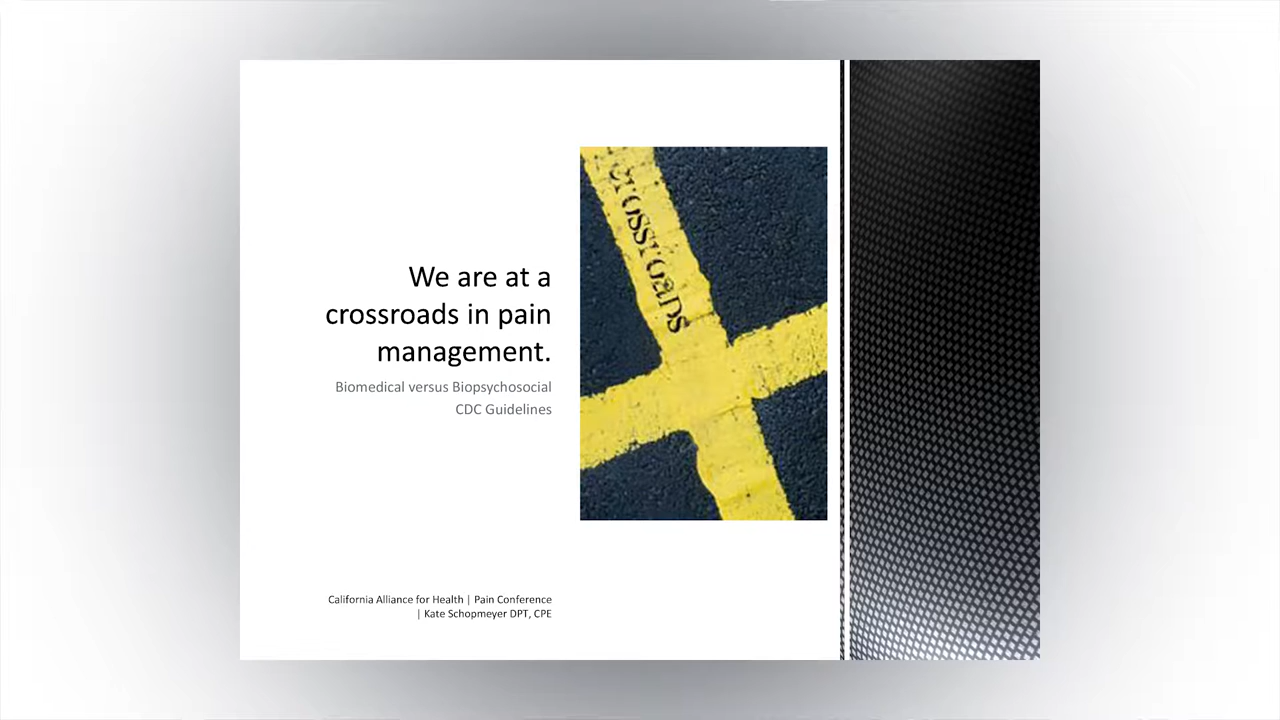 We are at a
crossroads in pain
management.
Biomedical versus Biopsychosocial
CDC Guidelines
crossroads
California Alliance for Health | Pain Conference
| Kate Schopmeyer DPT, CPE